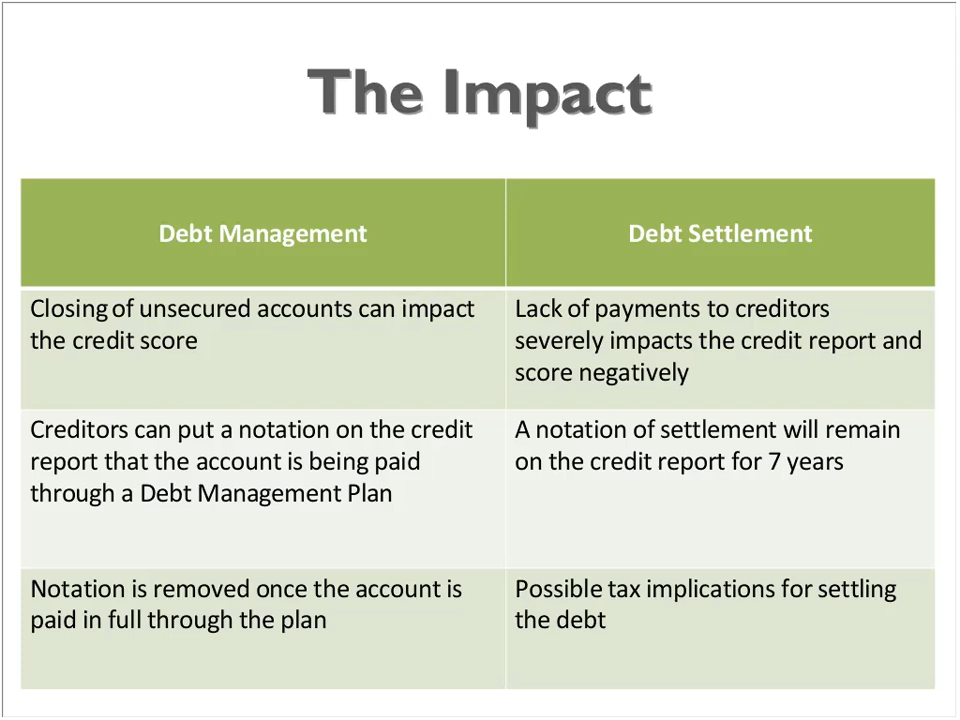 The Impact
Debt Management
Debt Settlement
Closing of unsecured accounts can impact
the credit score
Lack of payments to creditors
severely impacts the credit report and
score negatively
Creditors can put a notation on the credit
report that the account is being paid
through a Debt Management Plan
A notation of settlement will remain
on the credit report for 7 years
Notation is removed once the account is
paid in full through the plan
Possible tax implications for settling
the debt